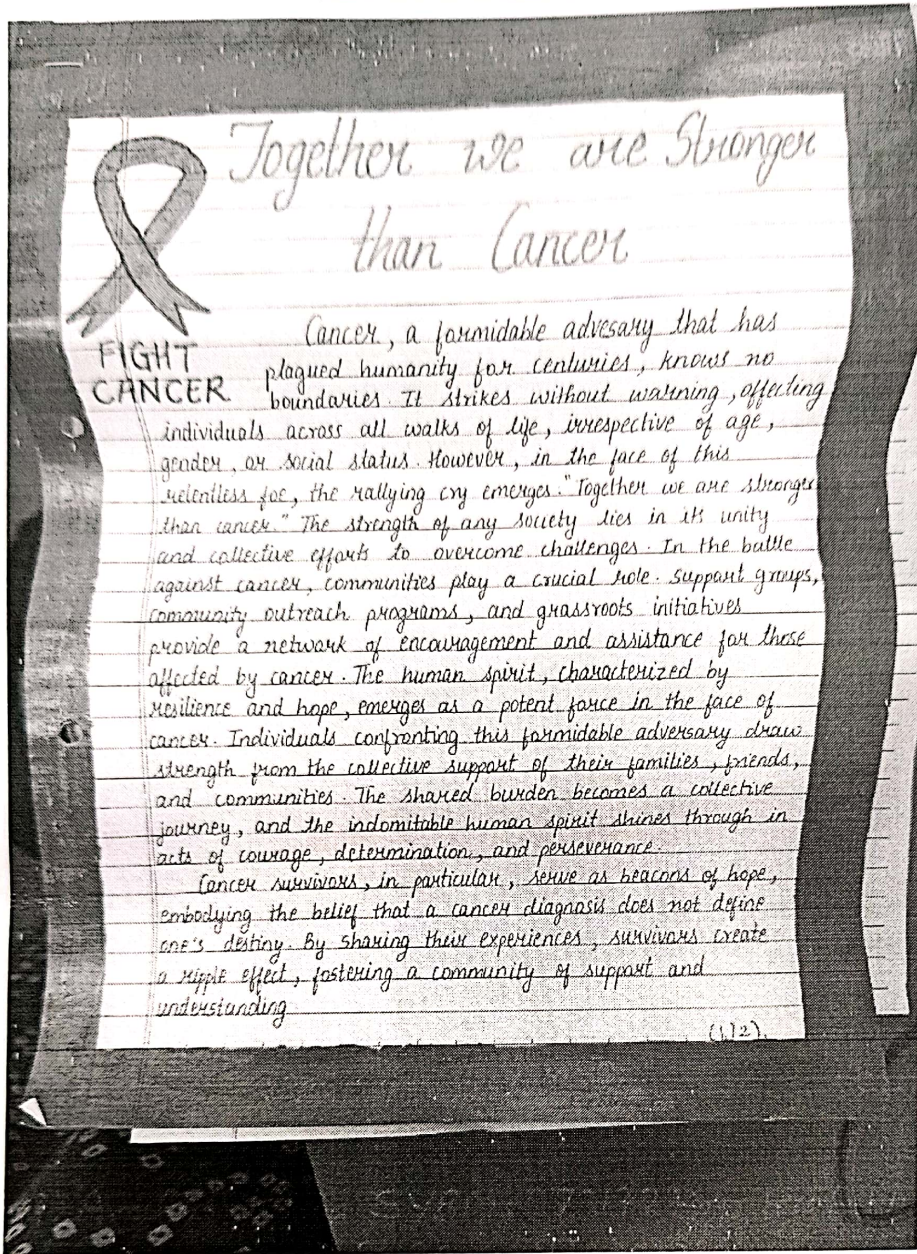 Together we are Stronger
than Cancer
FIGHT
CANCER
Cancer, a formidable advesary that has
plagued humanity for centuries, knows no
boundaries. It strikes without warning, affecting
individuals across all walks of life, irrespective of age,
gender, or social status. However, in the face of this
relentless foe, the rallying cry emerges. "Together we are stronger
than cancer." The strength of any society lies in its unity
and collective efforts to overcome challenges. In the battle
against cancer, communities play a crucial role. support groups,
community outreach programs, and grassroots initiatives
provide a network of encouragement and assistance for those
affected by cancer. The human spirit, characterized by
resilience and hope, emerges as a potent force in the face of
cancer. Individuals confronting this formidable adversary draw
strength from the collective support of their families, friends,
and communities. The shared burden becomes a collective
journey, and the indomitable human spirit shines through in
acts of courage, determination, and perseverance.
Cancer survivors, in particular, serve as beacons of hope,
embodying the belief that a cancer diagnosis does not define
one's destiny. By sharing their experiences, survivors create
a ripple effect, fostering a community of support and
understanding
(1/2)